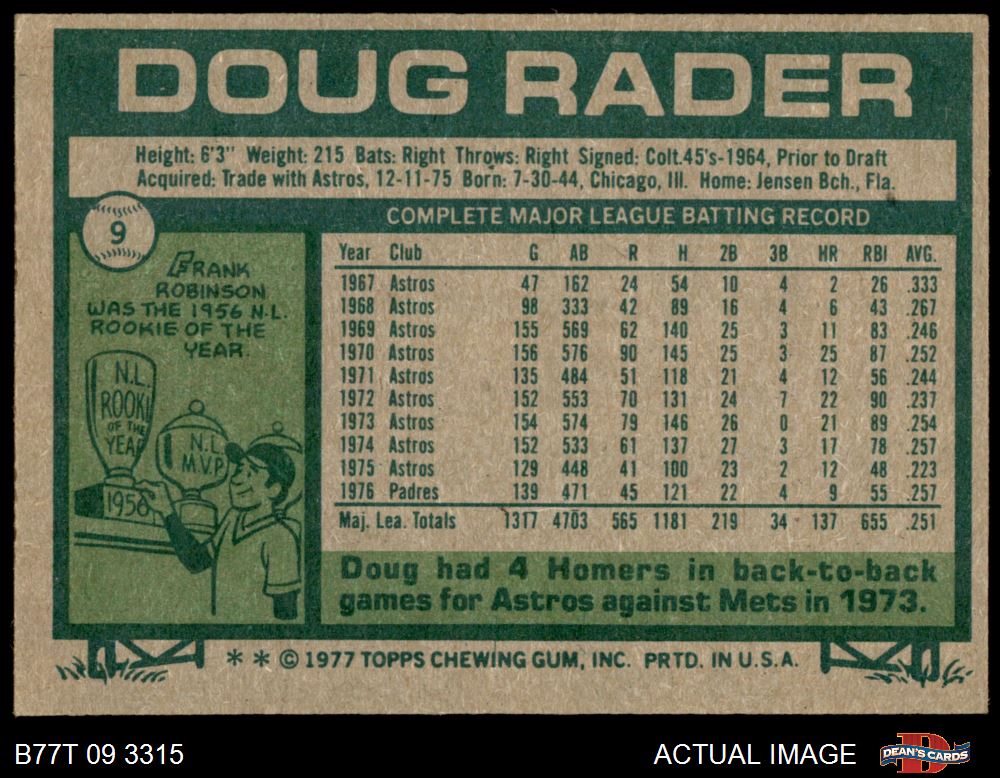 DOUG RADER
Height: 6'3" Weight: 215 Bats: Right Throws: Right Signed: Colt.45's-1964, Prior to Draft
Acquired: Trade with Astros, 12-11-75 Born: 7-30-44, Chicago, Ill. Home: Jensen Bch., Fla.
9
FRANK
ROBINSON
WAS THE 1956 N.L.
ROOKIE OF THE
YEAR.
N.L.
ROOKI
OF THE
YEAR
1956
N.L.
M.V.P.
COMPLETE MAJOR LEAGUE BATTING RECORD
Year Club G AB R H 2B 3B HR RBI AVG.
1967 Astros 47 162 24 54 10 4 2 26 .333
1968 Astros 98 333 42 89 16 4 6 43 .267
1969 Astros 155 569 62 140 25 3 11 83 .246
1970 Astros 156 576 90 145 25 3 25 87 .252
1971 Astros 135 484 51 118 21 4 12 56 .244
1972 Astros 152 553 70 131 24 7 22 90 .237
1973 Astros 154 574 79 146 26 0 21 89 .254
1974 Astros 152 533 61 137 27 3 17 78 .257
1975 Astros 129 448 41 100 23 2 12 48 .223
1976 Padres 139 471 45 121 22 4 9 55 .257
Maj. Lea. Totals 1317 4703 565 1181 219 34 137 655 .251
Doug had 4 Homers in back-to-back
games for Astros against Mets in 1973.
* * © 1977 TOPPS CHEWING GUM, INC. PRTD. IN U.S.A.
B77T 09 3315
ACTUAL IMAGE
DEAN'S CARDS